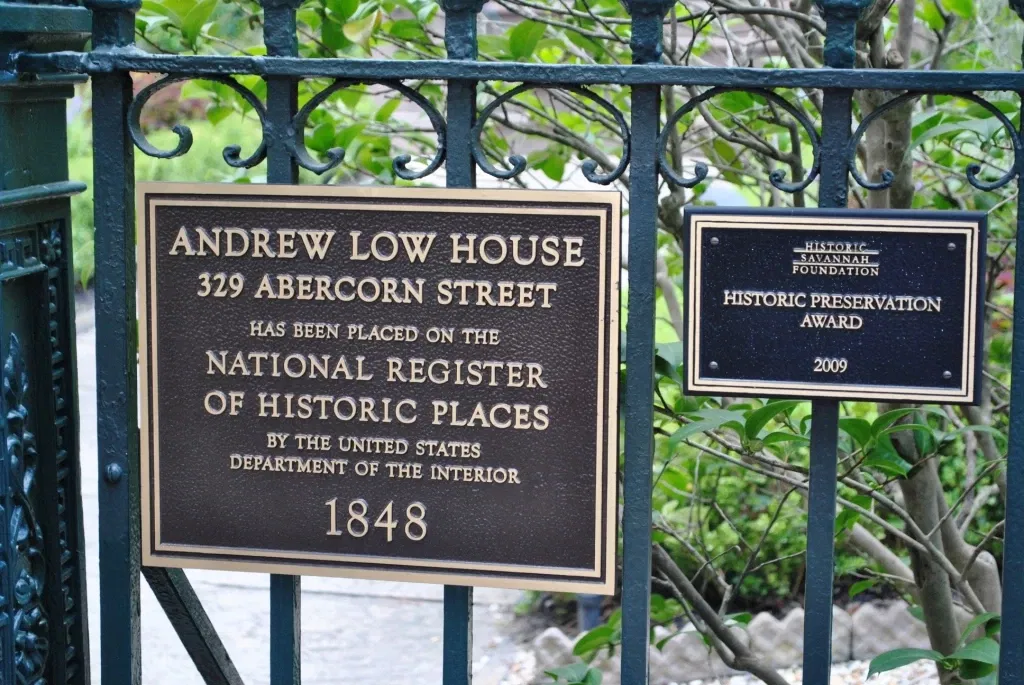 ANDREW LOW HOUSE
329 ABERCORN STREET
HAS BEEN PLACED ON THE
NATIONAL REGISTER
OF HISTORIC PLACES
BY THE UNITED STATES
DEPARTMENT OF THE INTERIOR
1848
HISTORIC
SAVANNAH
FOUNDATION
HISTORIC PRESERVATION
AWARD
2009